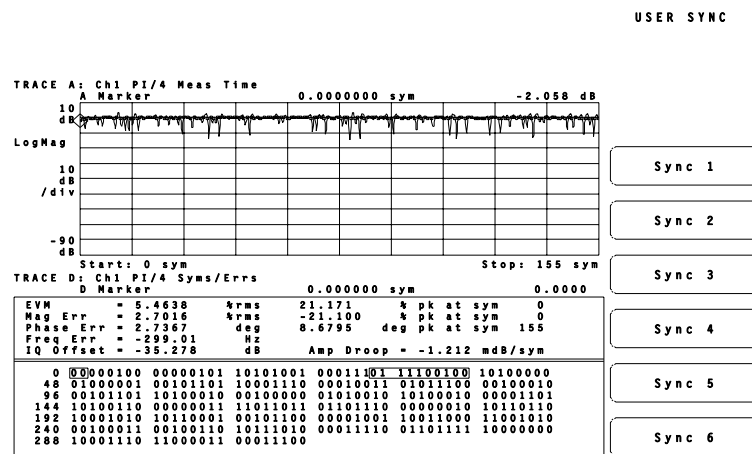 USER SYNC
TRACE A: Ch1 PI/4 Meas Time
A Marker 0.0000000 sym -2.058 dB
10
dB
LogMag
10
dB
/div
-90
dB
Start: 0 sym Stop: 155 sym
TRACE D: Ch1 PI/4 Syms/Errs
D Marker 0.000000 sym 0.0000
EVM = 5.4638 %rms 21.171 % pk at sym 0
Mag Err = 2.7016 %rms -21.100 % pk at sym 0
Phase Err = 2.7367 deg 8.6795 deg pk at sym 155
Freq Err = -299.01 Hz
IQ Offset = -35.278 dB Amp Droop = -1.212 mdB/sym
0 00000100 00000101 10101001 00011101 11100100 10100000
48 01000001 01101001 10001110 00010011 01011100 00100010
96 00101101 00100110 00000000 01010010 10100010 00001101
144 10100110 00000011 11011011 01101110 00000010 10110110
192 10001010 10110001 00101100 00001001 10011000 11001010
240 00100011 00101110 01011010 00011110 01101111 10000000
288 10001110 11000011 00011100
Sync 1
Sync 2
Sync 3
Sync 4
Sync 5
Sync 6